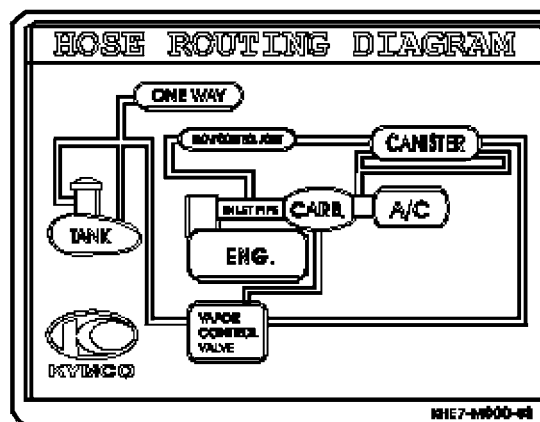 HOSE ROUTING DIAGRAM
ONE WAY
CANISTER
INLET PIPE
CARB.
A/C
TANK
ENG.
VAPOR
CONTROL
VALVE
KYMCO